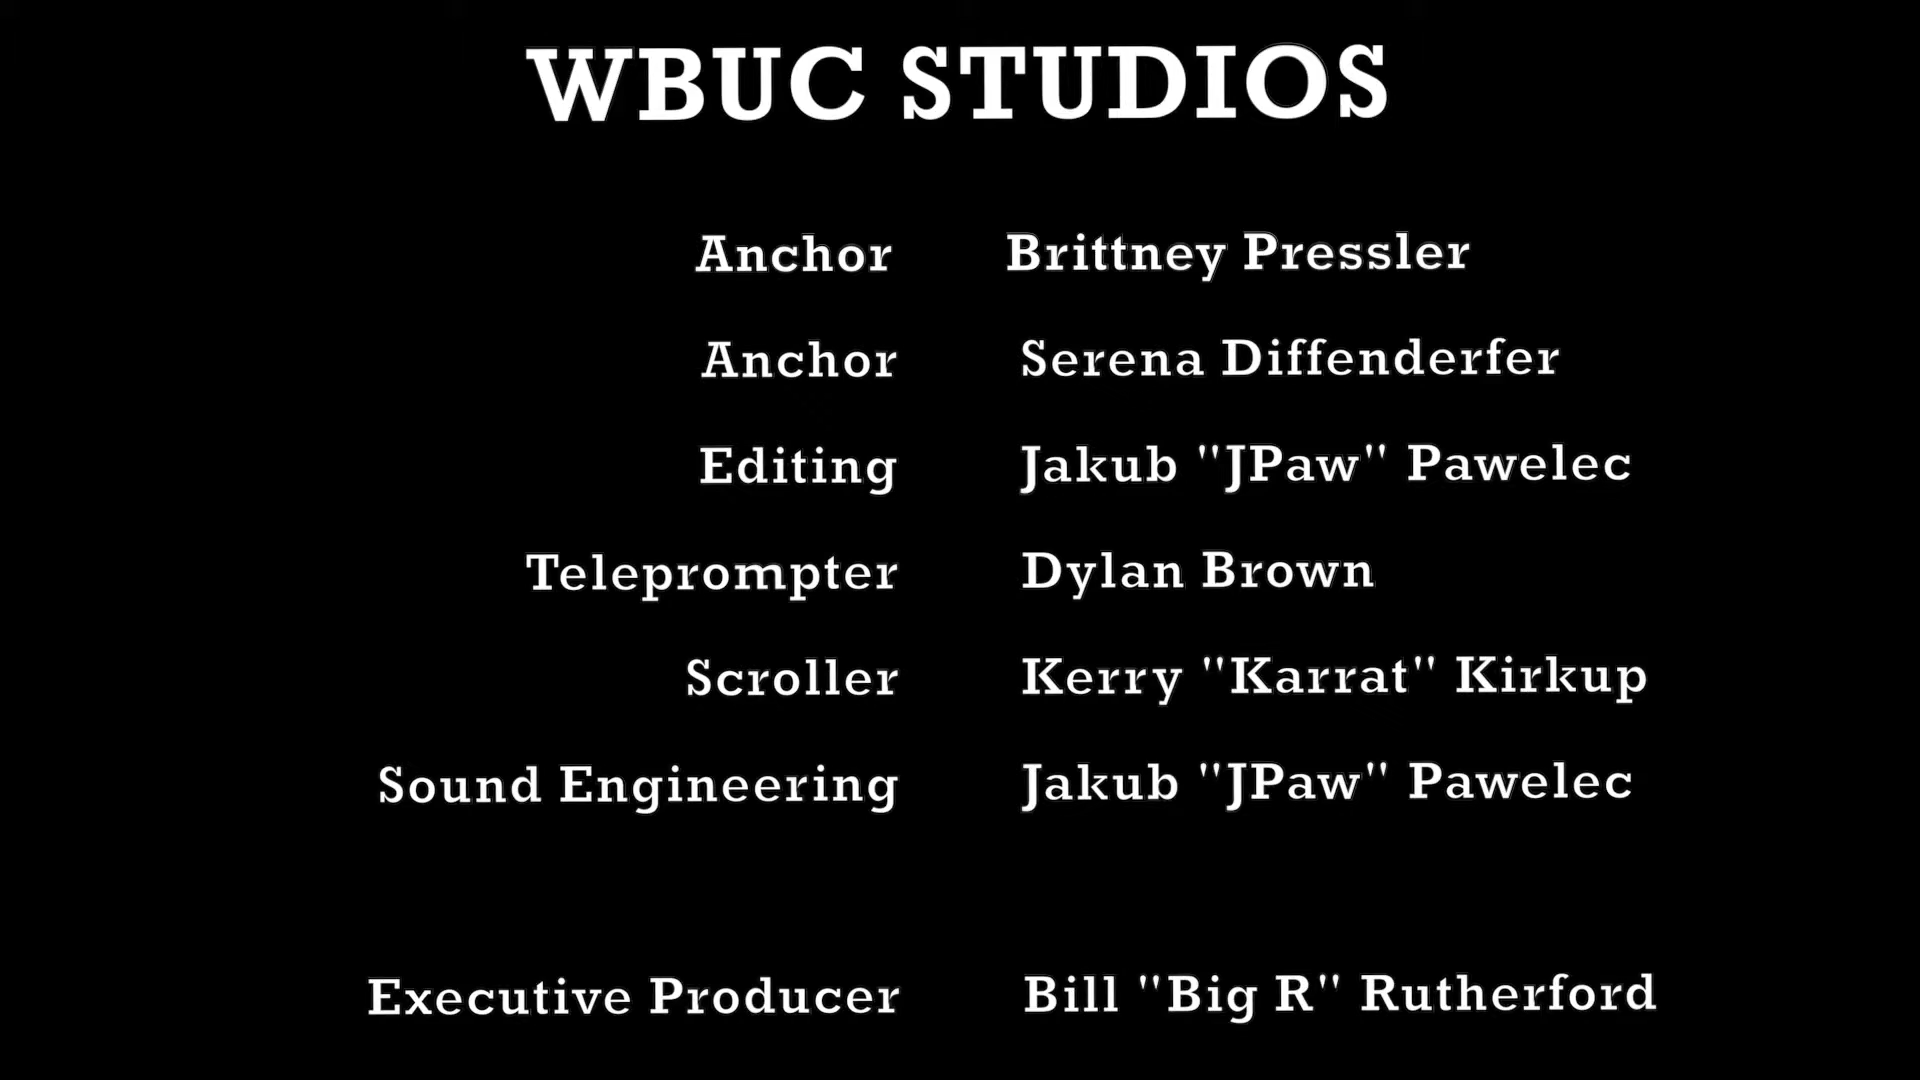 WBUC STUDIOS
Anchor Brittney Pressler
Anchor Serena Diffenderfer
Editing Jakub "JPaw" Pawelec
Teleprompter Dylan Brown
Scroller Kerry "Karrat" Kirkup
Sound Engineering Jakub "JPaw" Pawelec
Executive Producer Bill "Big R" Rutherford